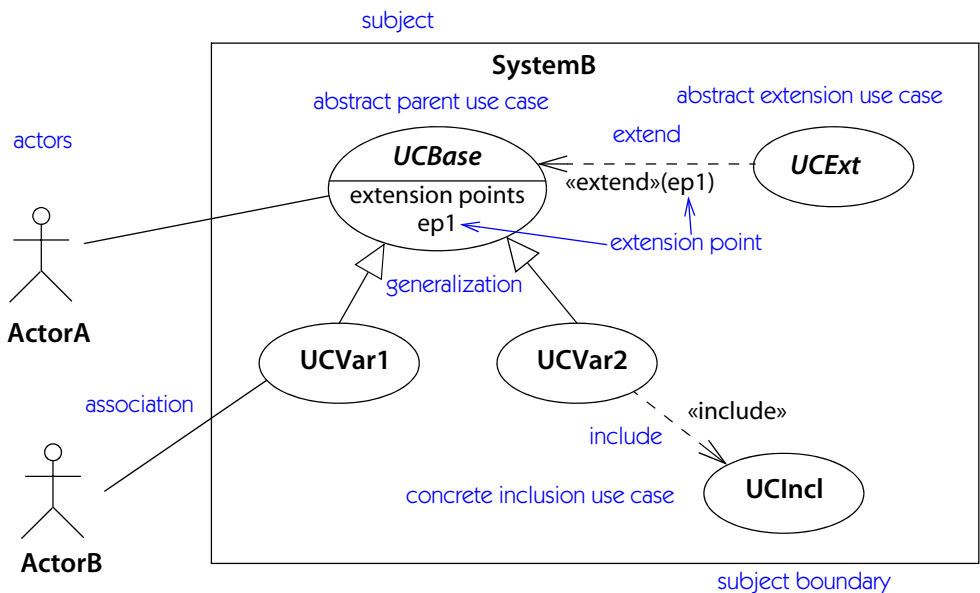 subject
SystemB
abstract parent use case
abstract extension use case
actors
UCBase
extend
UCExt
«extend»(ep1)
extension points
ep1
extension point
generalization
ActorA
UCVar1
UCVar2
association
«include»
include
UCIncl
concrete inclusion use case
ActorB
subject boundary